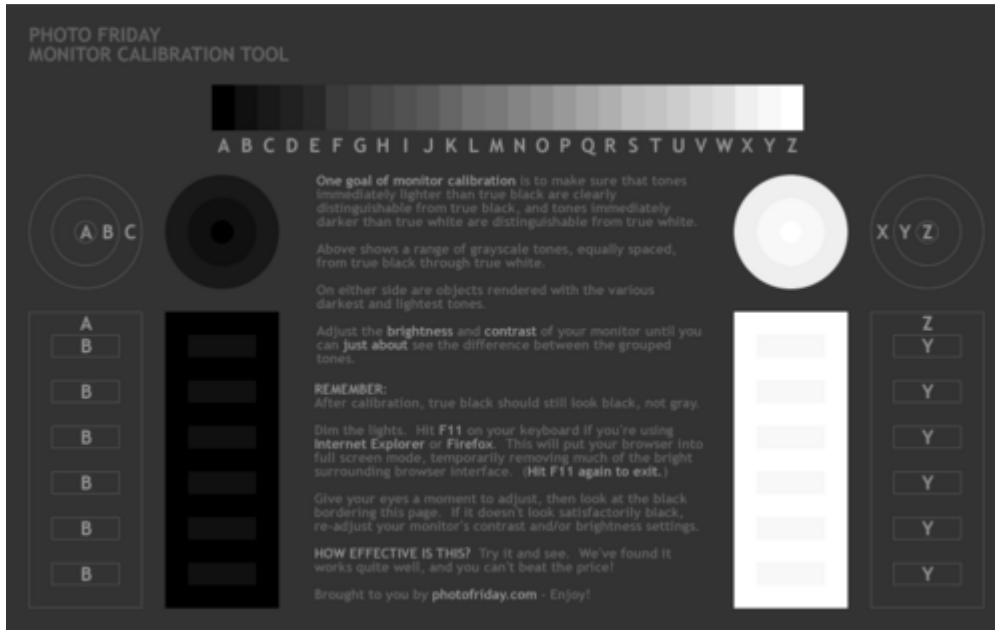 PHOTO FRIDAY
MONITOR CALIBRATION TOOL
A B C D E F G H I J K L M N O P Q R S T U V W X Y Z
A B C
X Y Z
One goal of monitor calibration is to make sure that tones
immediately lighter than true black are clearly
distinguishable from true black, and tones immediately
darker than true white are distinguishable from true white.
Above shows a range of grayscale tones, equally spaced,
from true black through true white.
On either side are objects rendered with the various
darkest and lightest tones.
Adjust the brightness and contrast of your monitor until you
can just about see the difference between the grouped
tones.
REMEMBER:
After calibration, true black should still look black, not gray.
Dim the lights. Hit F11 on your keyboard if you're using
Internet Explorer or Firefox. This will put your browser into
full screen mode, temporarily removing much of the bright
surrounding browser interface. (Hit F11 again to exit.)
Give your eyes a moment to adjust, then look at the black
bordering this page. If it doesn't look satisfactorily black,
re-adjust your monitor's contrast and/or brightness settings.
HOW EFFECTIVE IS THIS? Try it and see. We've found it
works quite well, and you can't beat the price!
Brought to you by photofriday.com - Enjoy!
A
B
B
B
B
B
B
Z
Y
Y
Y
Y
Y
Y